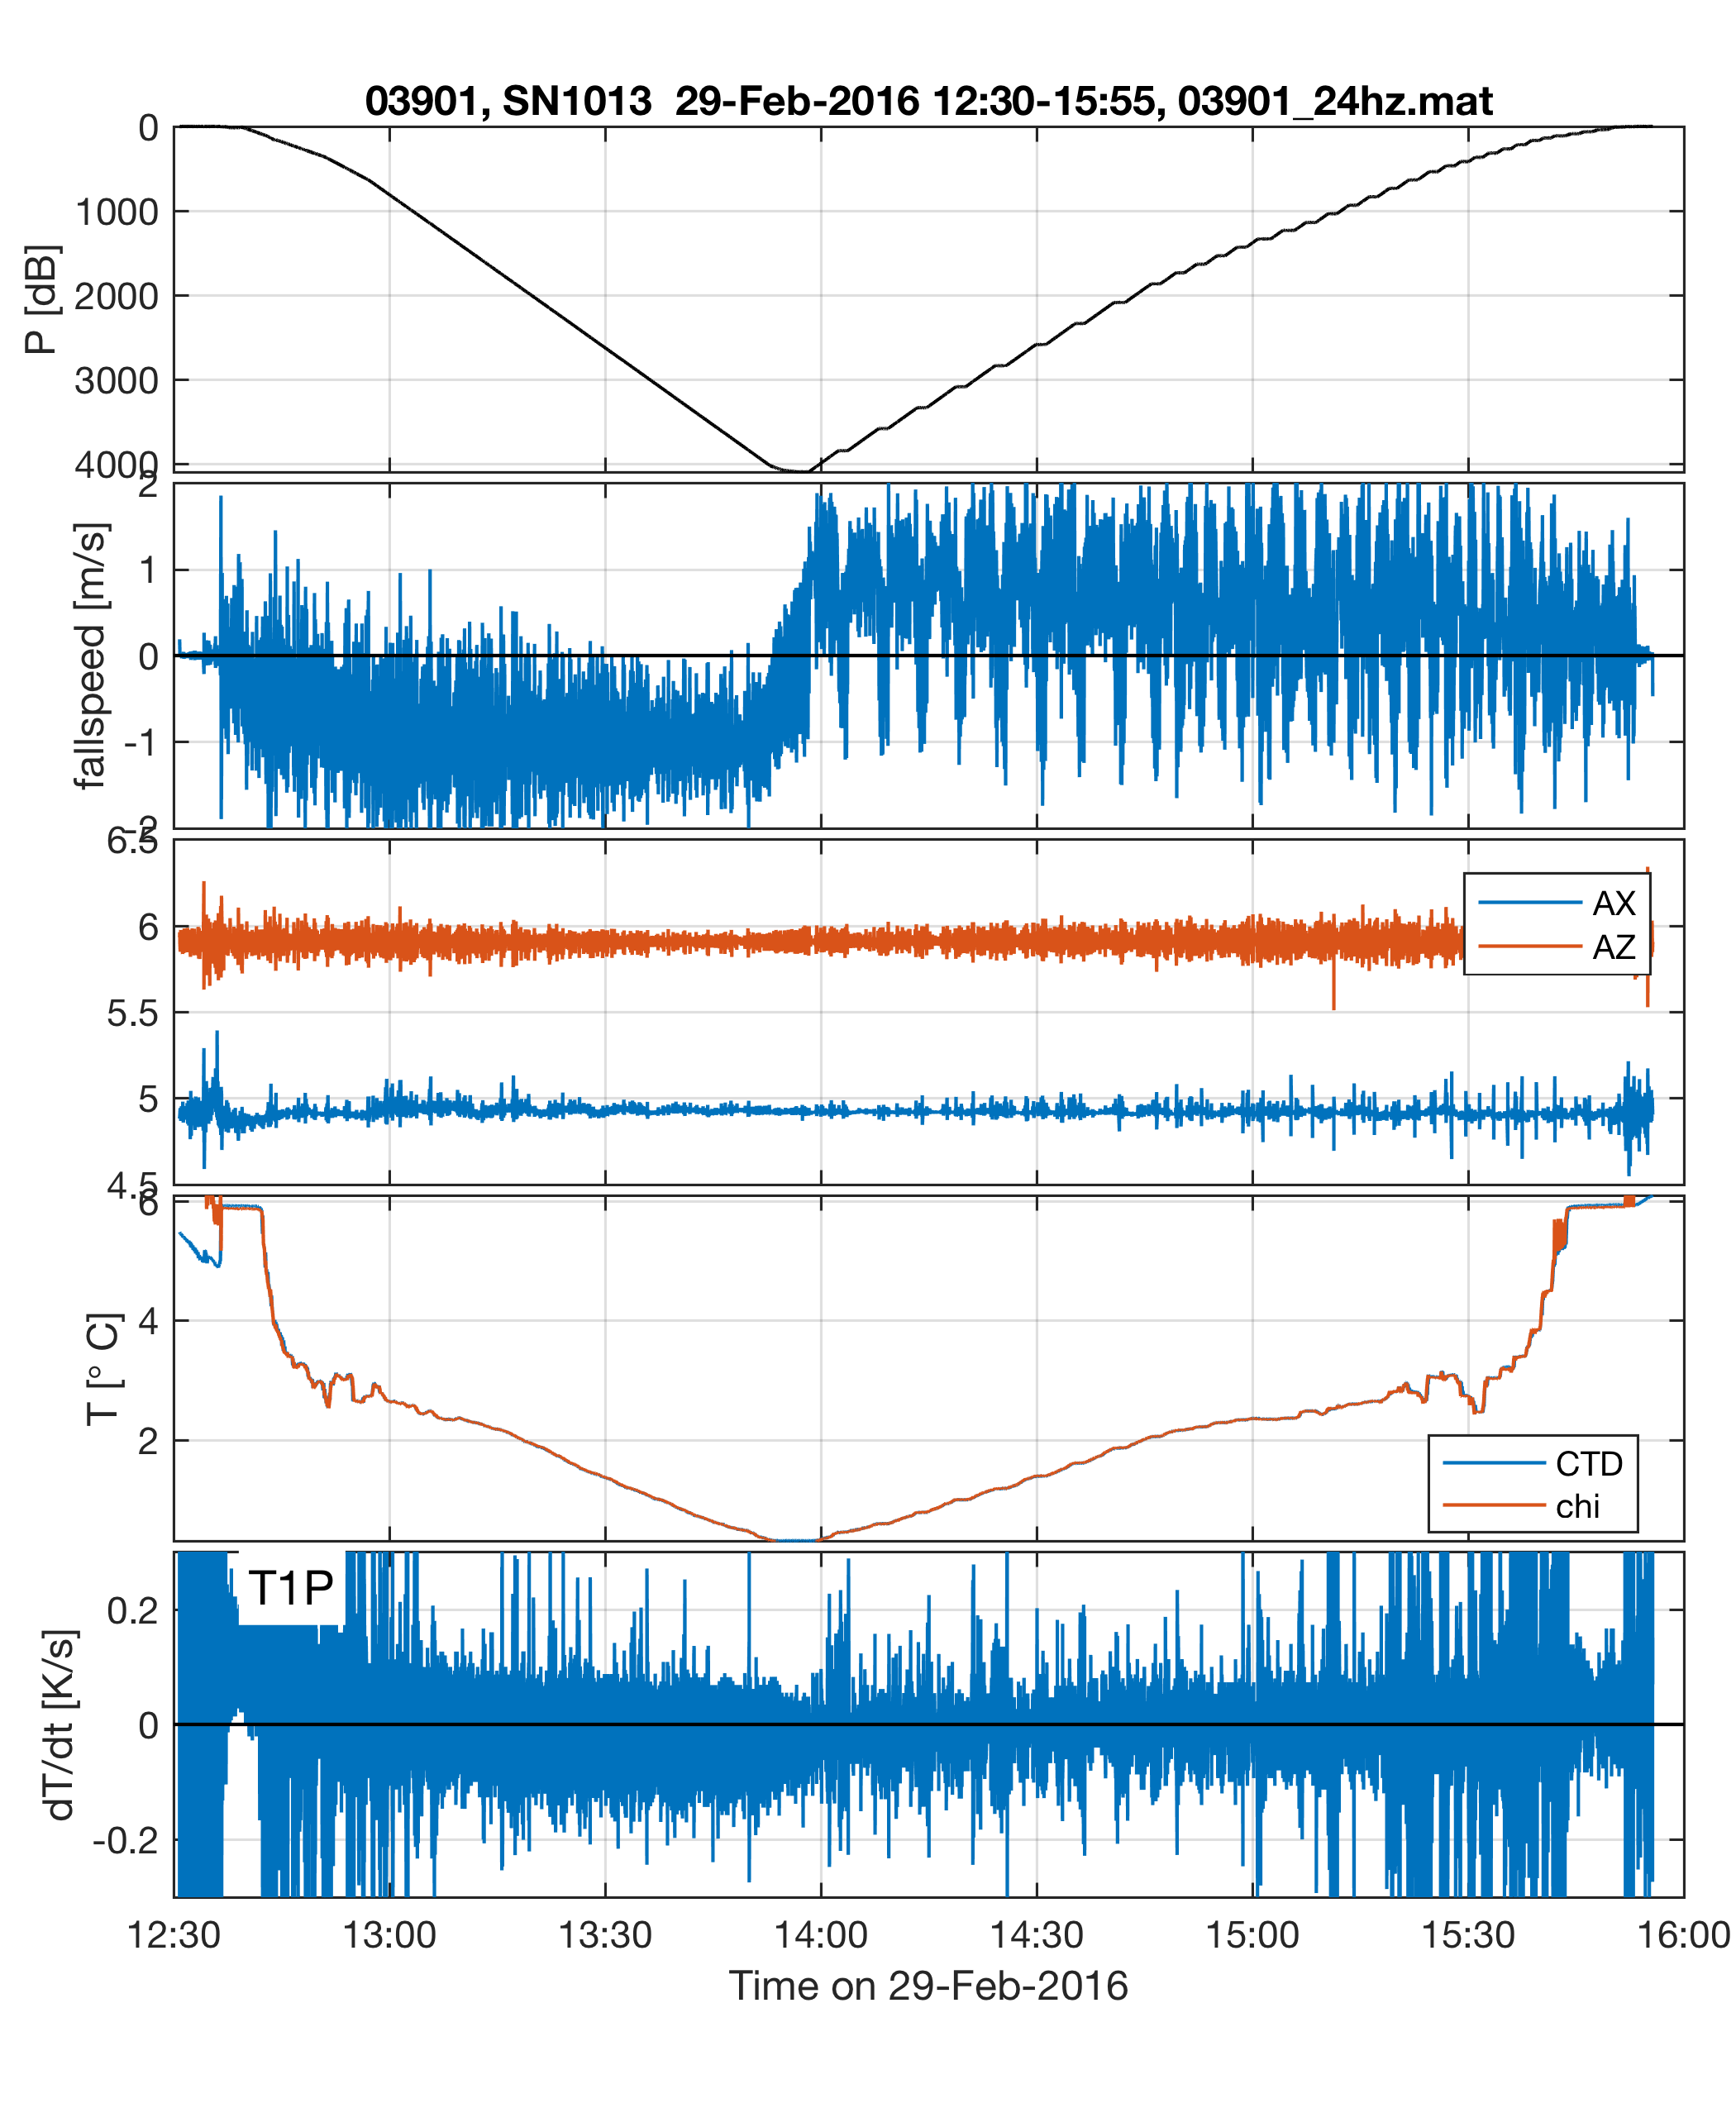 03901, SN1013  29-Feb-2016 12:30-15:55, 03901_24hz.mat
0
1000
2000
3000
4000
P [dB]
2
1
0
-1
-2
fallspeed [m/s]
6.5
6
5.5
5
4.5
AX
AZ
6
4
2
T [° C]
CTD
chi
T1P
0.2
0
-0.2
dT/dt [K/s]
12:30 13:00 13:30 14:00 14:30 15:00 15:30 16:00
Time on 29-Feb-2016